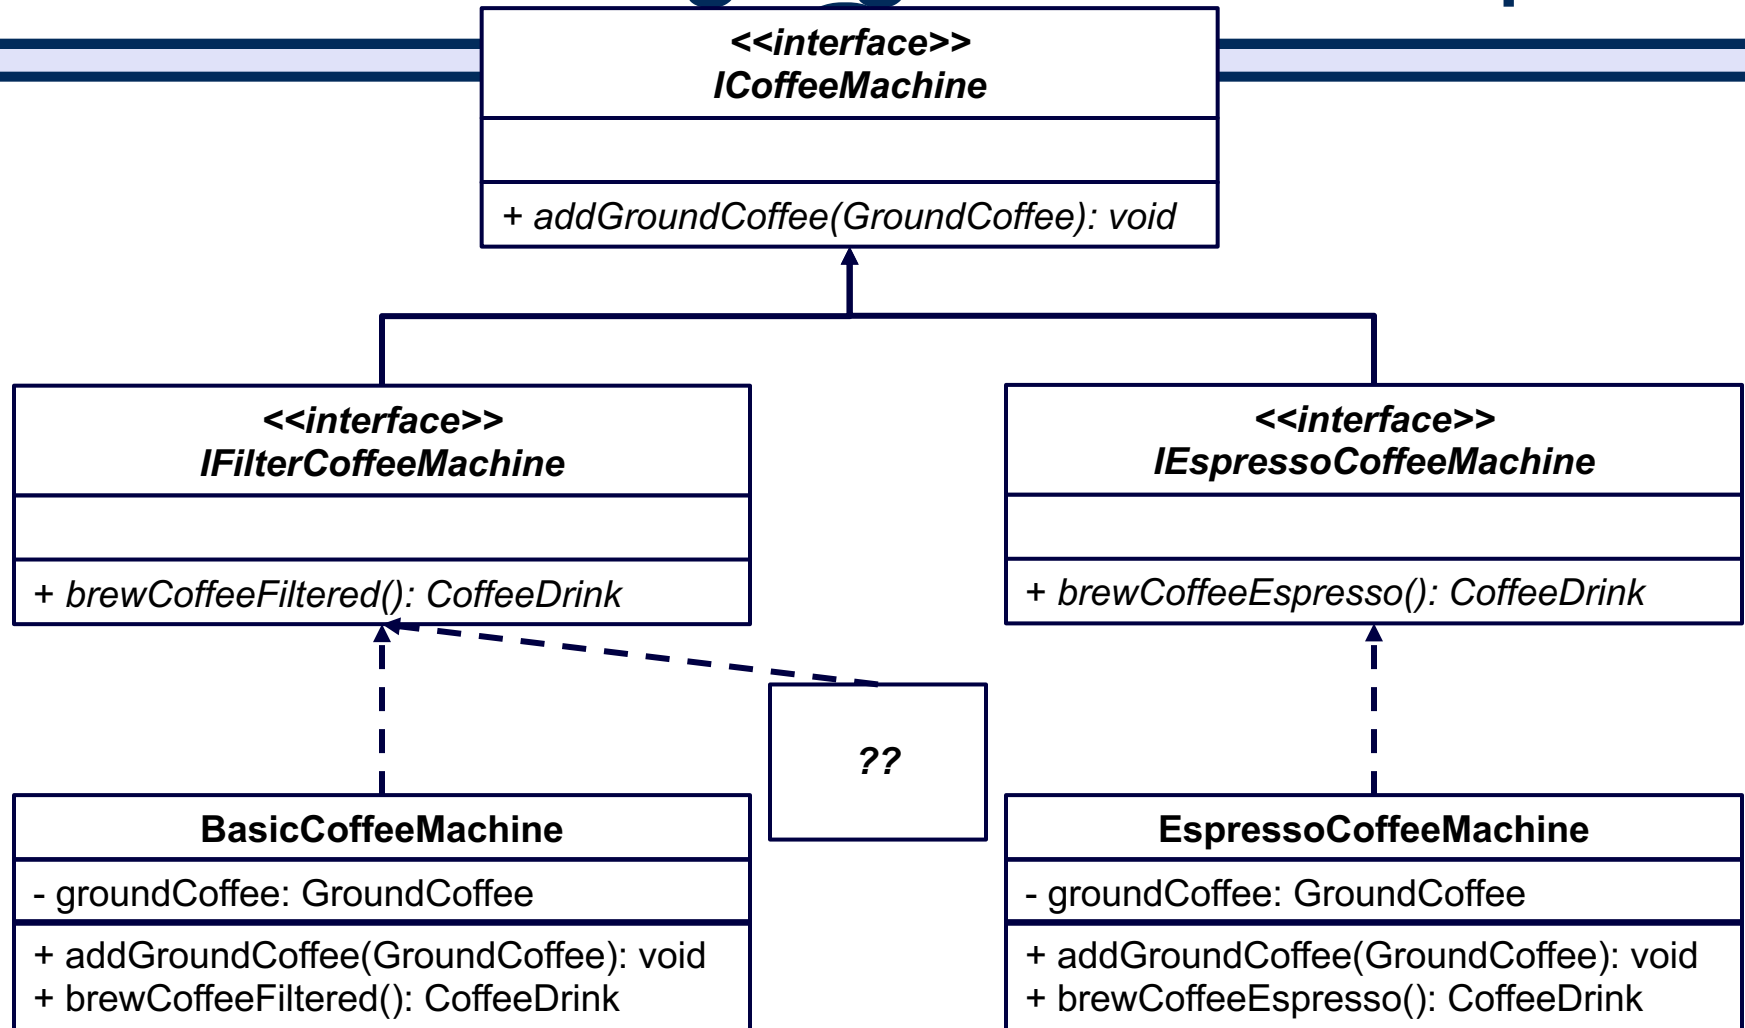 <<interface>>
ICoffeeMachine
+ addGroundCoffee(GroundCoffee): void
<<interface>>
IFilterCoffeeMachine
+ brewCoffeeFiltered(): CoffeeDrink
<<interface>>
IEspressoCoffeeMachine
+ brewCoffeeEspresso(): CoffeeDrink
??
BasicCoffeeMachine
- groundCoffee: GroundCoffee
+ addGroundCoffee(GroundCoffee): void
+ brewCoffeeFiltered(): CoffeeDrink
EspressoCoffeeMachine
- groundCoffee: GroundCoffee
+ addGroundCoffee(GroundCoffee): void
+ brewCoffeeEspresso(): CoffeeDrink